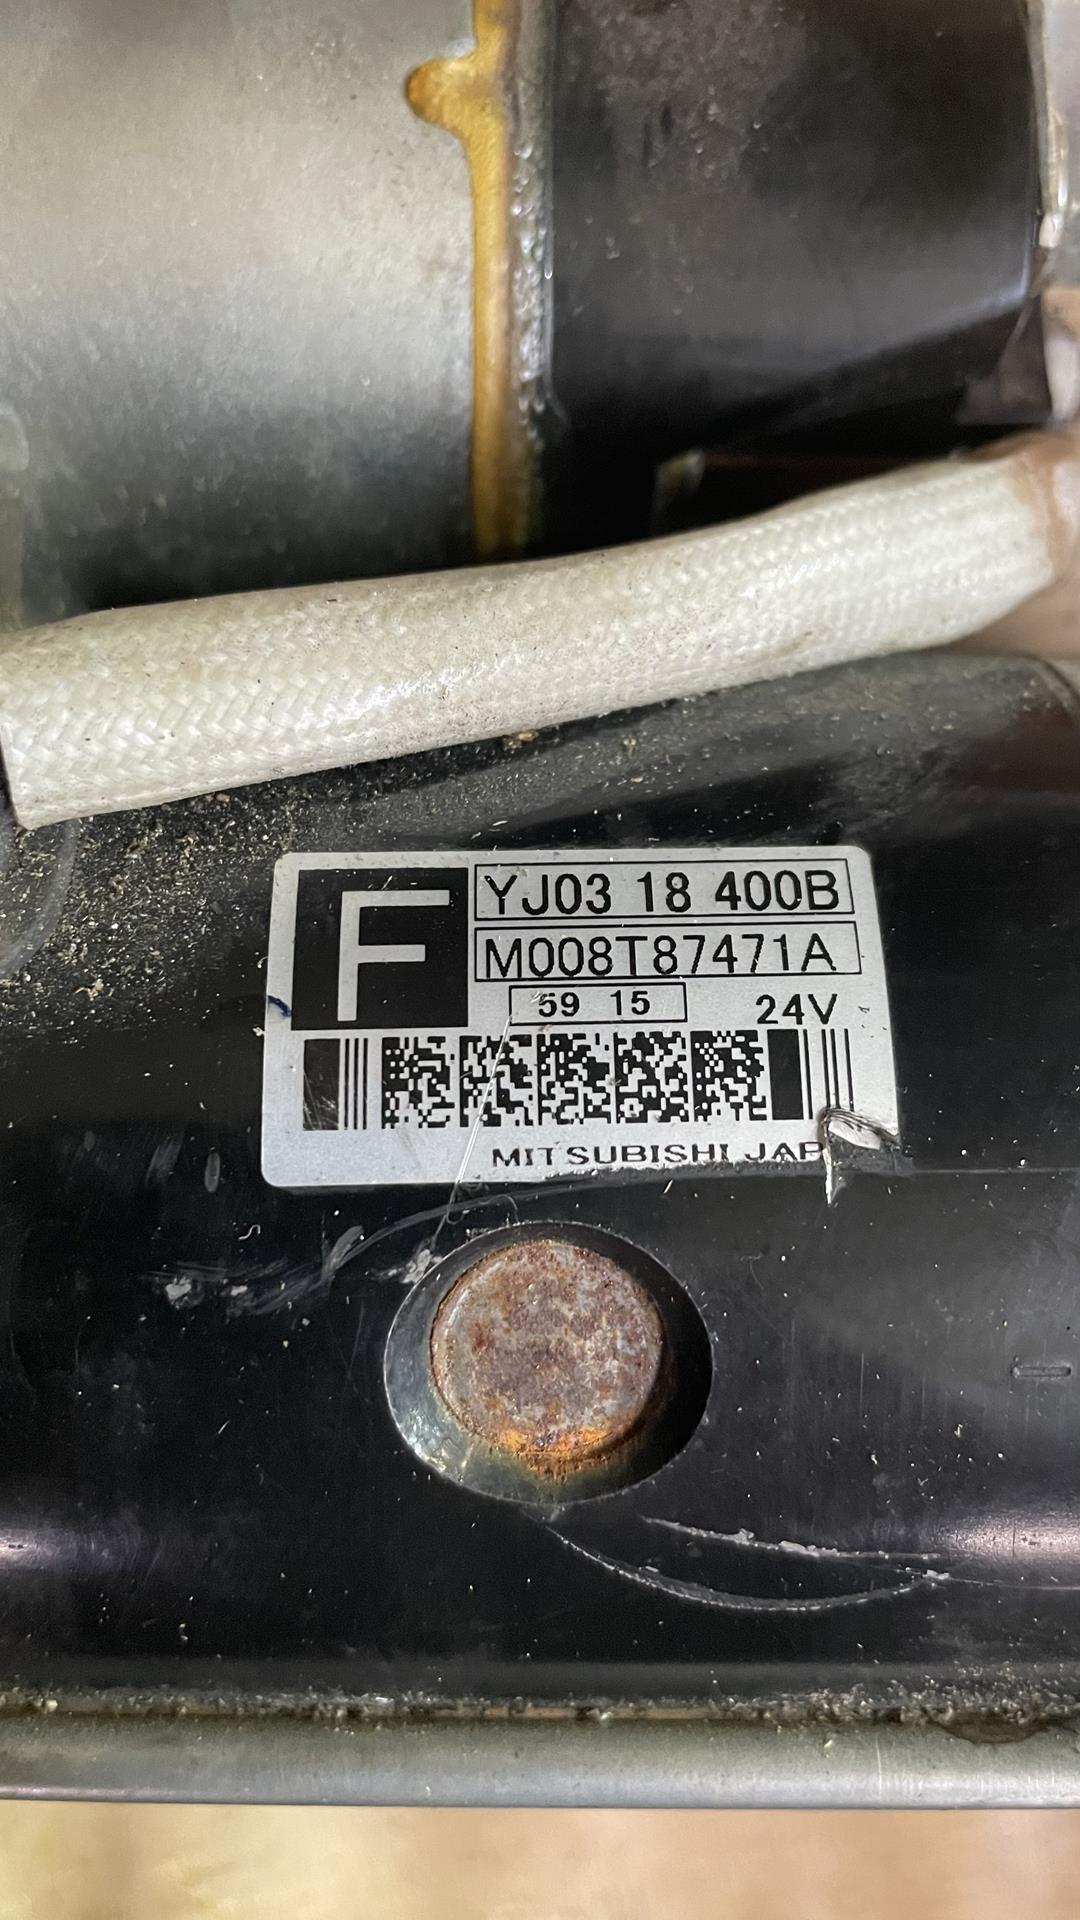 F
YJ03 18 400B
M008T87471A
59 15
24V
MITSUBISHI JAP